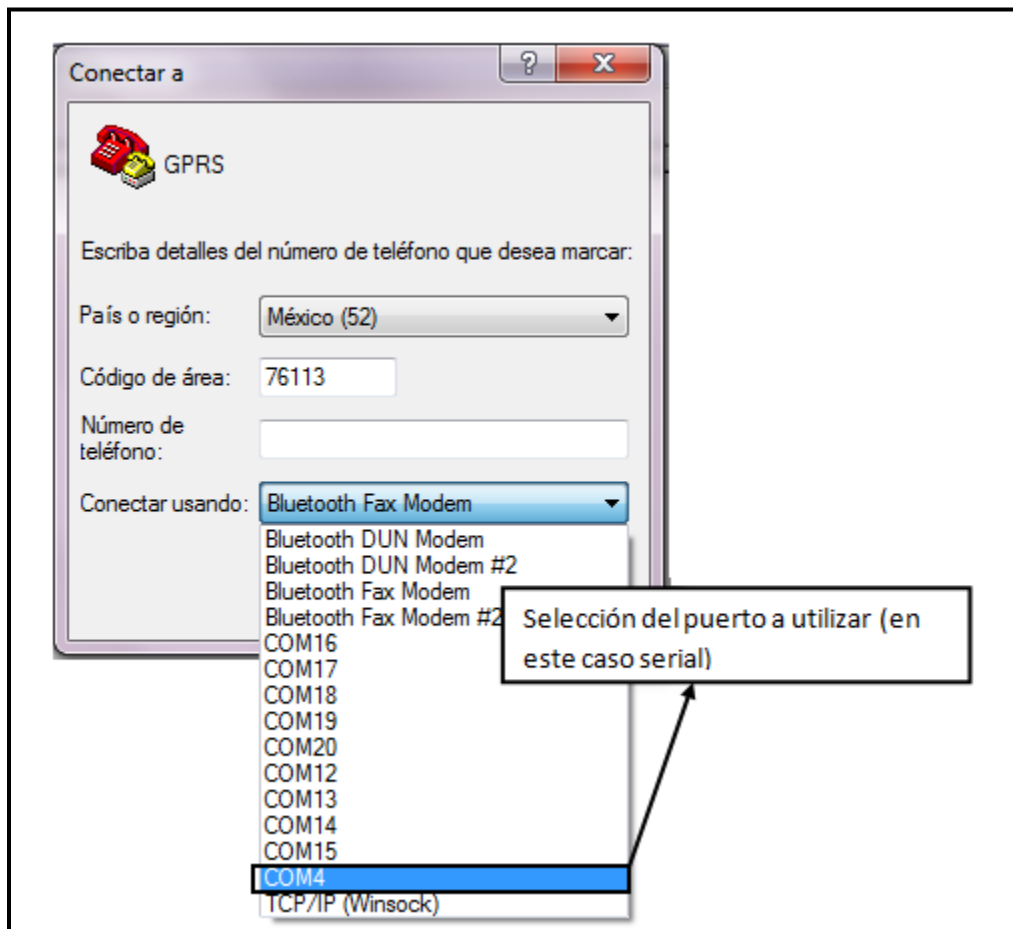 Conectar a
GPRS
Escriba detalles del número de teléfono que desea marcar:
País o región:
México (52)
Código de área:
76113
Número de
teléfono:
Conectar usando:
Bluetooth Fax Modem
Bluetooth DUN Modem
Bluetooth DUN Modem #2
Bluetooth Fax Modem
Bluetooth Fax Modem #2
COM16
COM17
COM18
COM19
COM20
COM12
COM13
COM14
COM15
COM4
TCP/IP (Winsock)
Selección del puerto a utilizar (en
este caso serial)